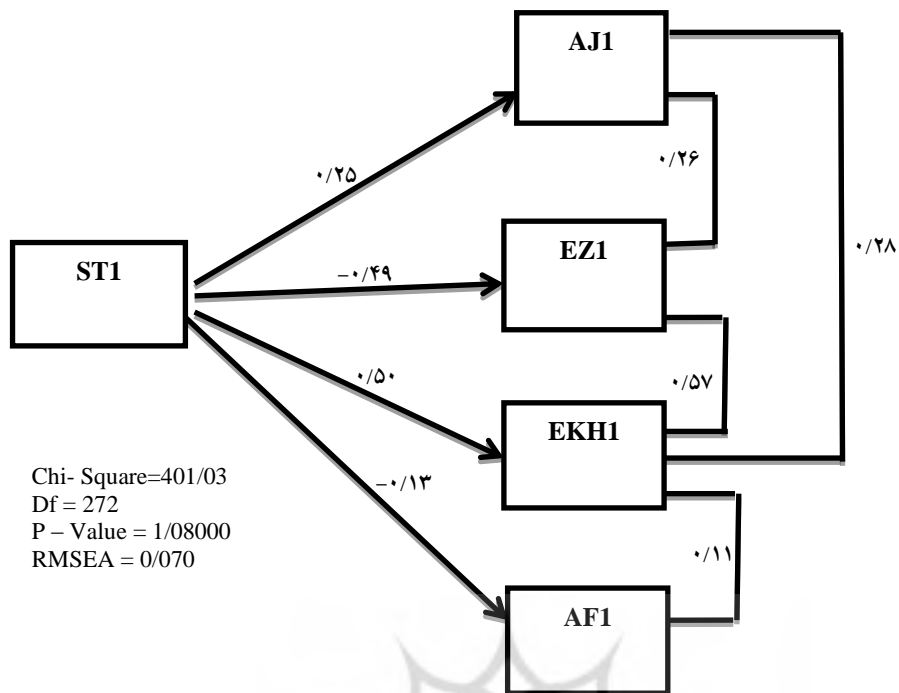 AJ1
۰/۲۵
۰/۲۶
EZ1
ST1
−۰/۴۹
۰/۲۸
۰/۵۰
۰/۵۷
EKH1
Chi- Square=401/03
Df = 272
P – Value = 1/08000
RMSEA = 0/070
−۰/۱۳
۰/۱۱
AF1